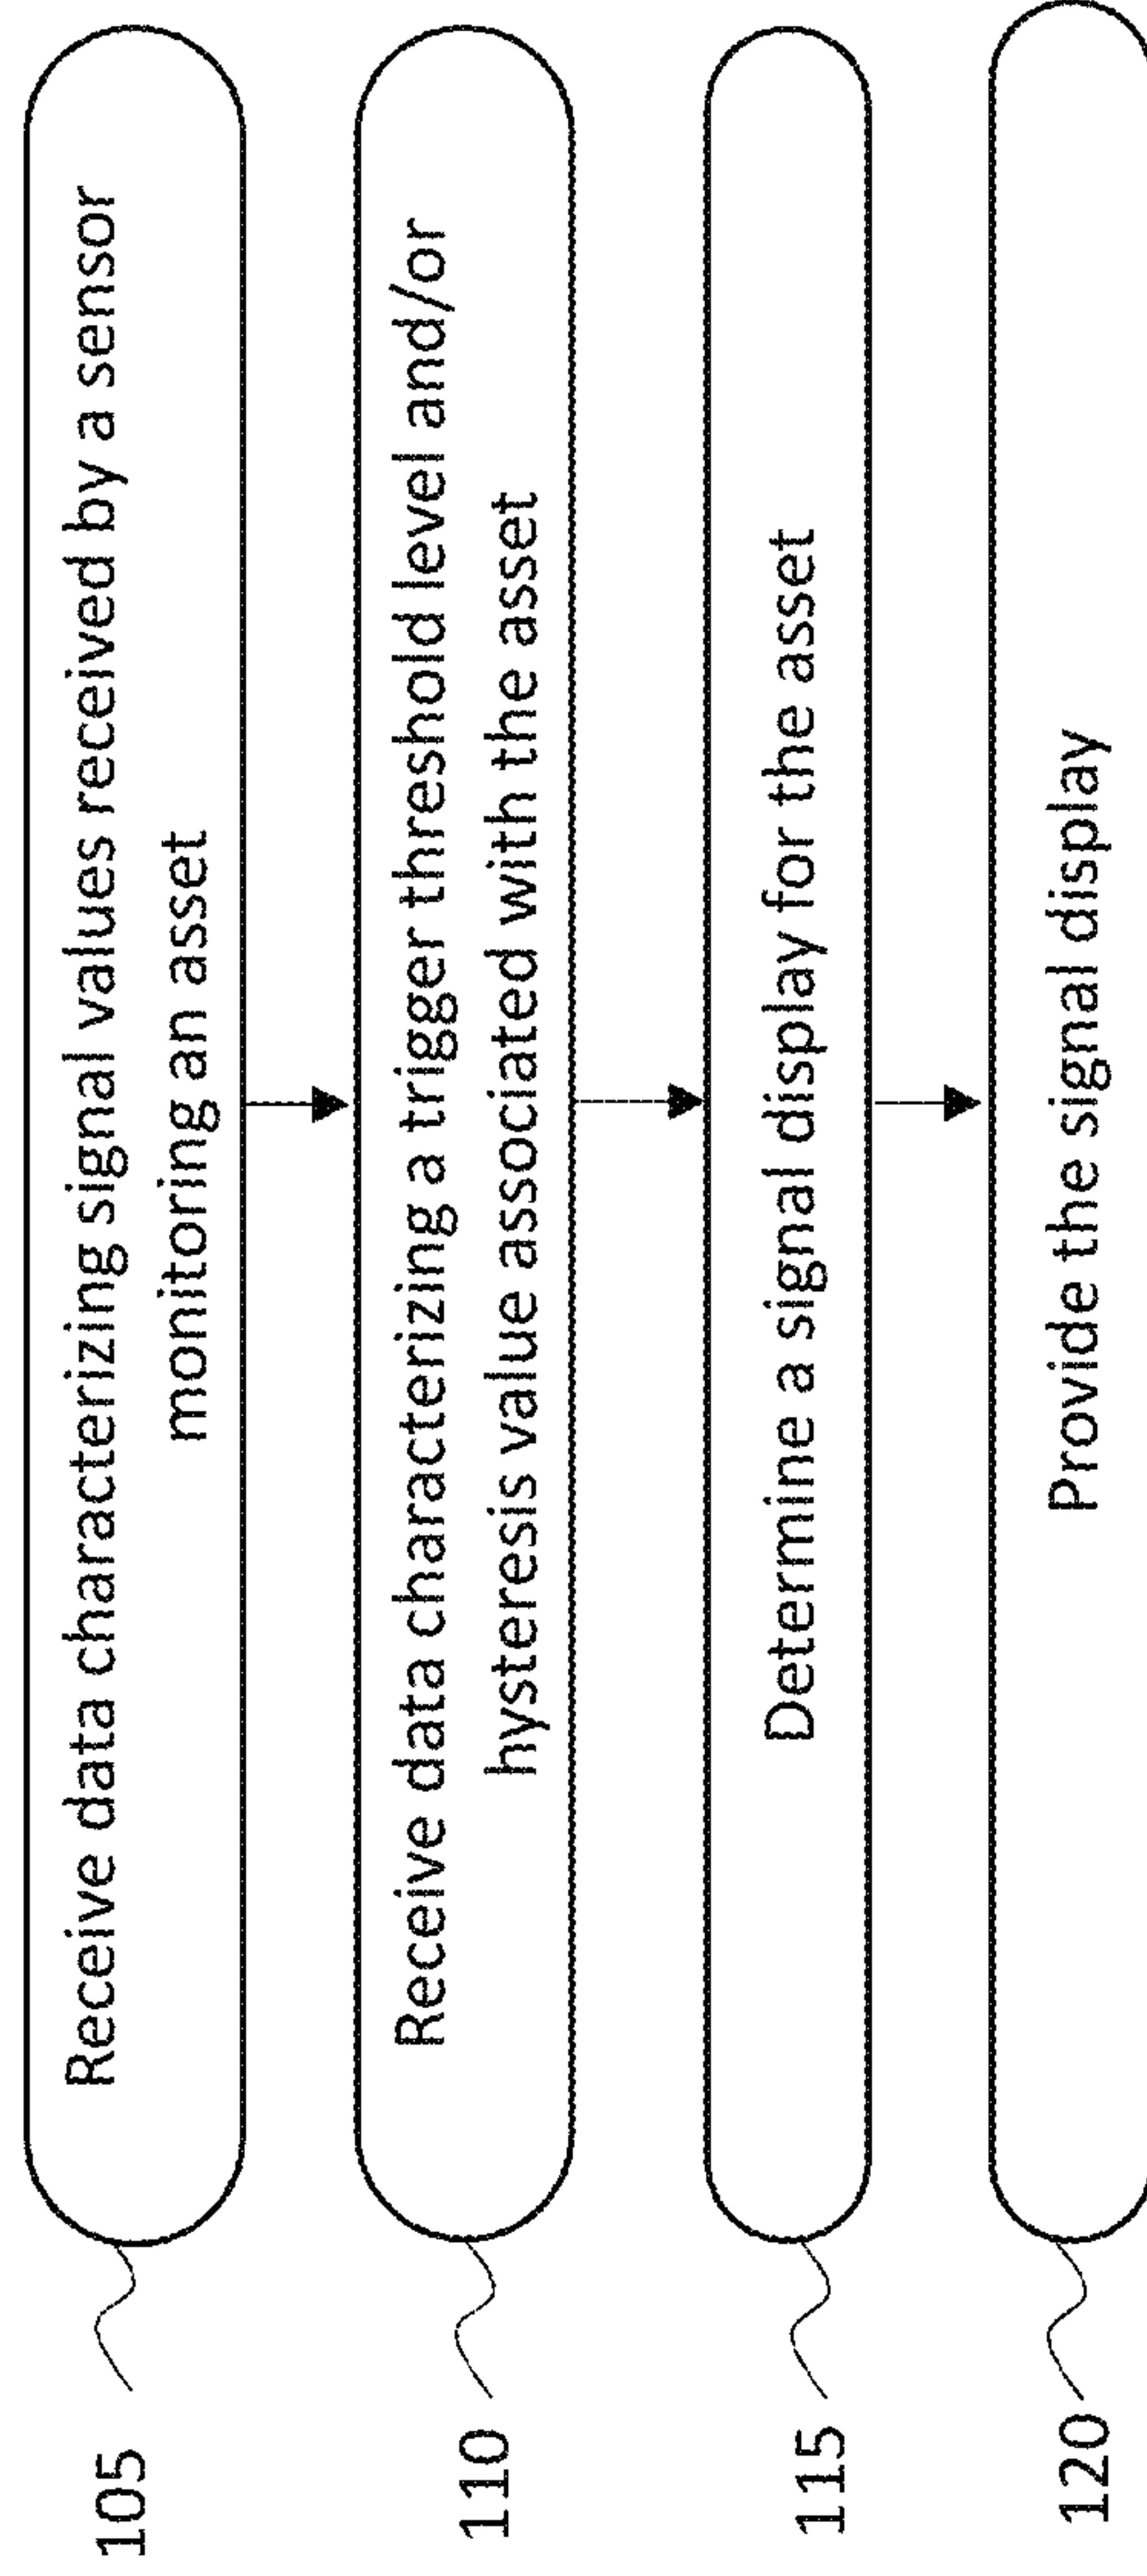 105
Receive data characterizing signal values received by a sensor
monitoring an asset
110
Receive data characterizing a trigger threshold level and/or
hysteresis value associated with the asset
115
Determine a signal display for the asset
120
Provide the signal display